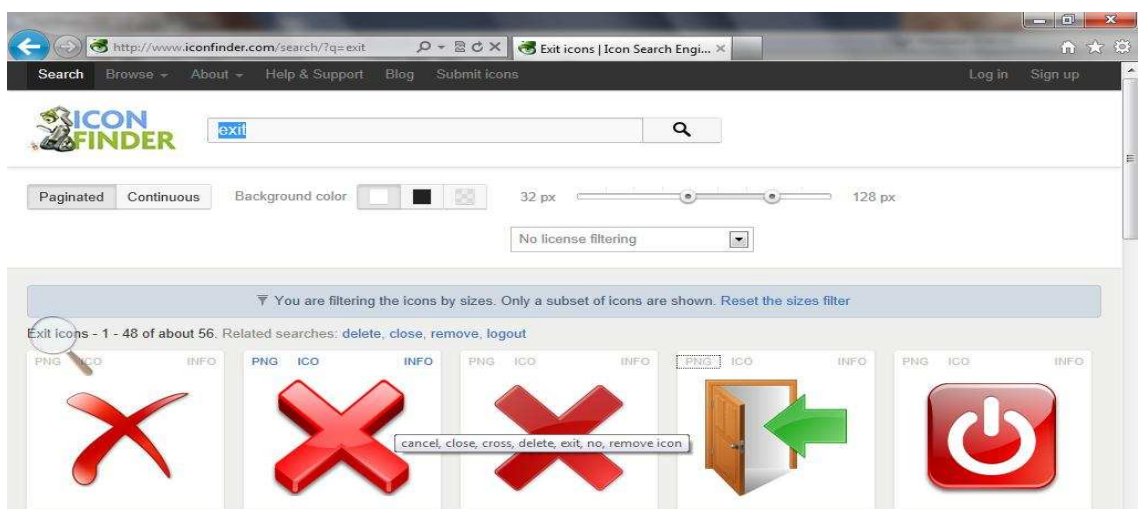 http://www.iconfinder.com/search/?q=exit
Exit icons | Icon Search Engi...
Search Browse About Help & Support Blog Submit icons Log in Sign up
ICON
FINDER
exit
Paginated Continuous Background color 32 px 128 px
No license filtering
You are filtering the icons by sizes. Only a subset of icons are shown. Reset the sizes filter
Exit icons - 1 - 48 of about 56. Related searches: delete, close, remove, logout
PNG ICO INFO PNG ICO INFO PNG ICO INFO PNG ICO INFO PNG ICO INFO
cancel, close, cross, delete, exit, no, remove icon